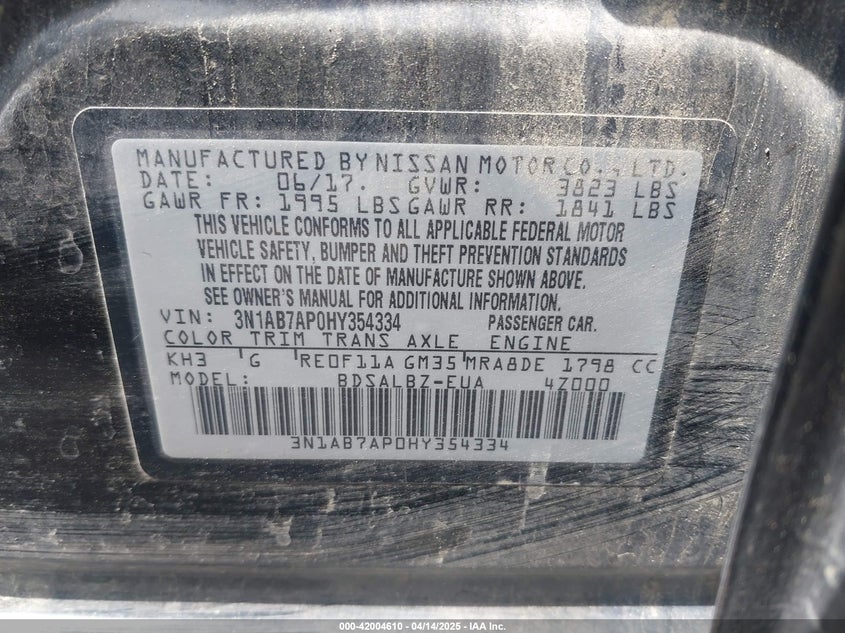 MANUFACTURED BY NISSAN MOTOR CO., LTD.
DATE: 06/17. GVWR: 3823 LBS
GAWR FR: 1995 LBS GAWR RR: 1841 LBS
THIS VEHICLE CONFORMS TO ALL APPLICABLE FEDERAL MOTOR
VEHICLE SAFETY, BUMPER AND THEFT PREVENTION STANDARDS
IN EFFECT ON THE DATE OF MANUFACTURE SHOWN ABOVE.
SEE OWNER'S MANUAL FOR ADDITIONAL INFORMATION.
VIN: 3N1AB7AP0HY354334 PASSENGER CAR.
COLOR TRIM TRANS AXLE ENGINE
KH3 'G 'RE0F11A GM35'MRA8DE 1798 CC
MODEL: BDSALBZ-EUA 4Z000
3N1AB7AP0HY354334
000-42004610 | 04/14/2025 | IAA Inc.